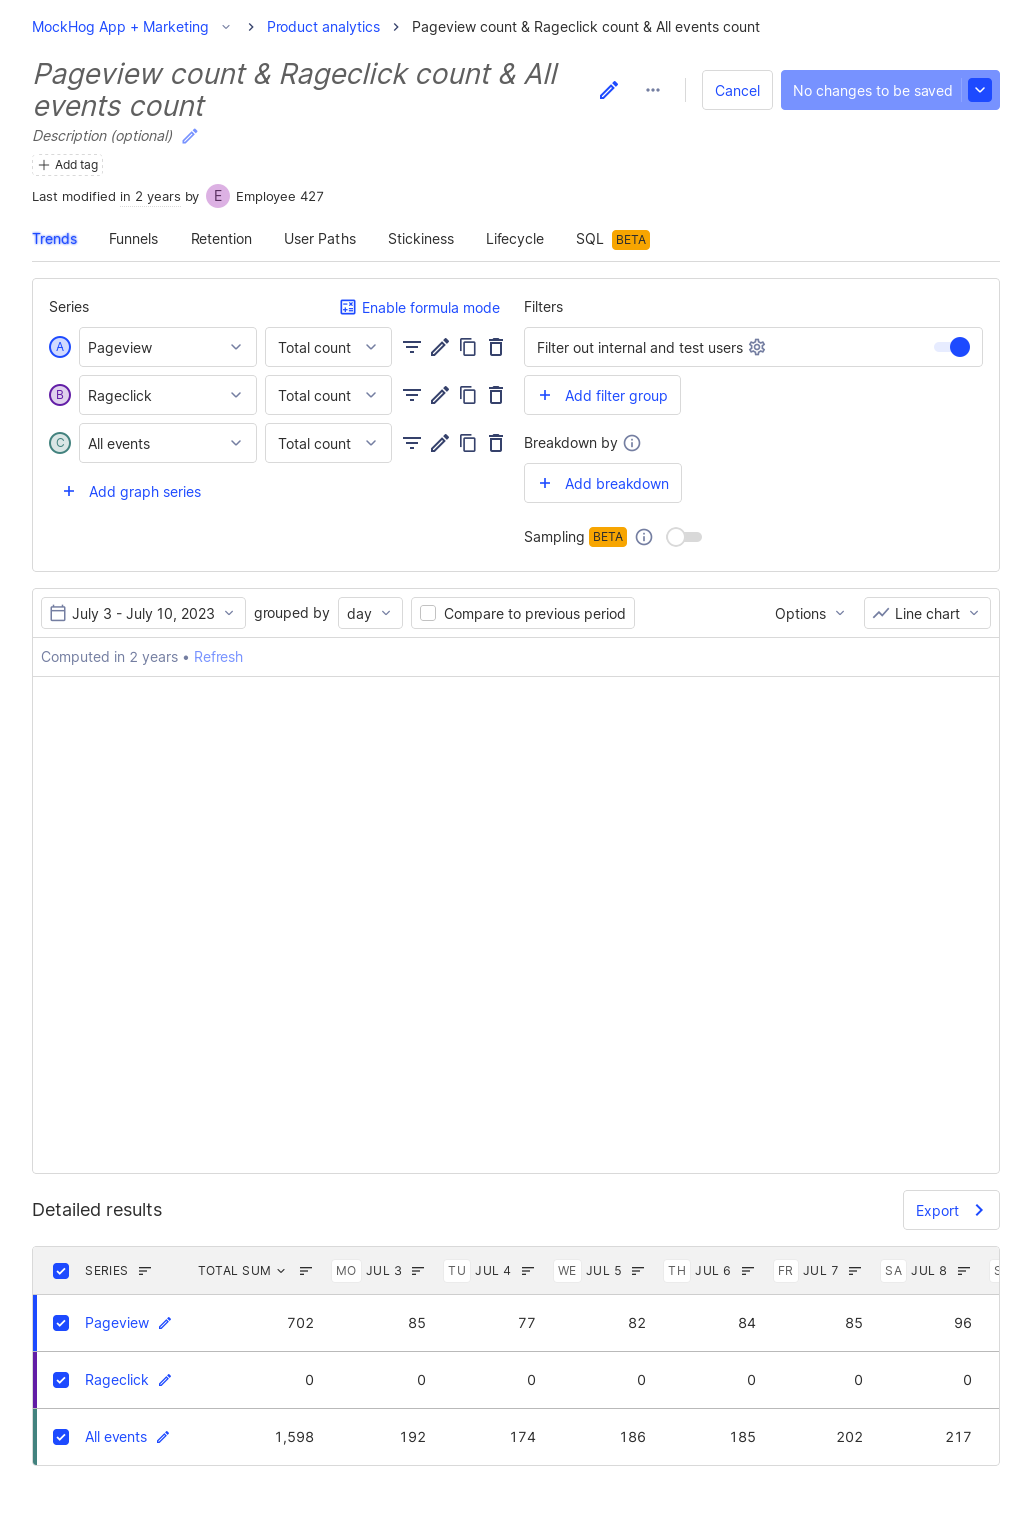 MockHog App + Marketing > Product analytics > Pageview count & Rageclick count & All events count
Pageview count & Rageclick count & All
events count
Cancel
No changes to be saved
Description (optional)
Add tag
Last modified in 2 years by E Employee 427
Trends Funnels Retention User Paths Stickiness Lifecycle SQL BETA
Series
Enable formula mode
Filters
A Pageview Total count
Filter out internal and test users
B Rageclick Total count
+ Add filter group
C All events Total count
Breakdown by
+ Add graph series
+ Add breakdown
Sampling BETA
July 3 - July 10, 2023 grouped by day Compare to previous period Options Line chart
Computed in 2 years • Refresh
Detailed results
Export
SERIES TOTAL SUM MO JUL 3 TU JUL 4 WE JUL 5 TH JUL 6 FR JUL 7 SA JUL 8
Pageview 702 85 77 82 84 85 96
Rageclick 0 0 0 0 0 0 0
All events 1,598 192 174 186 185 202 217